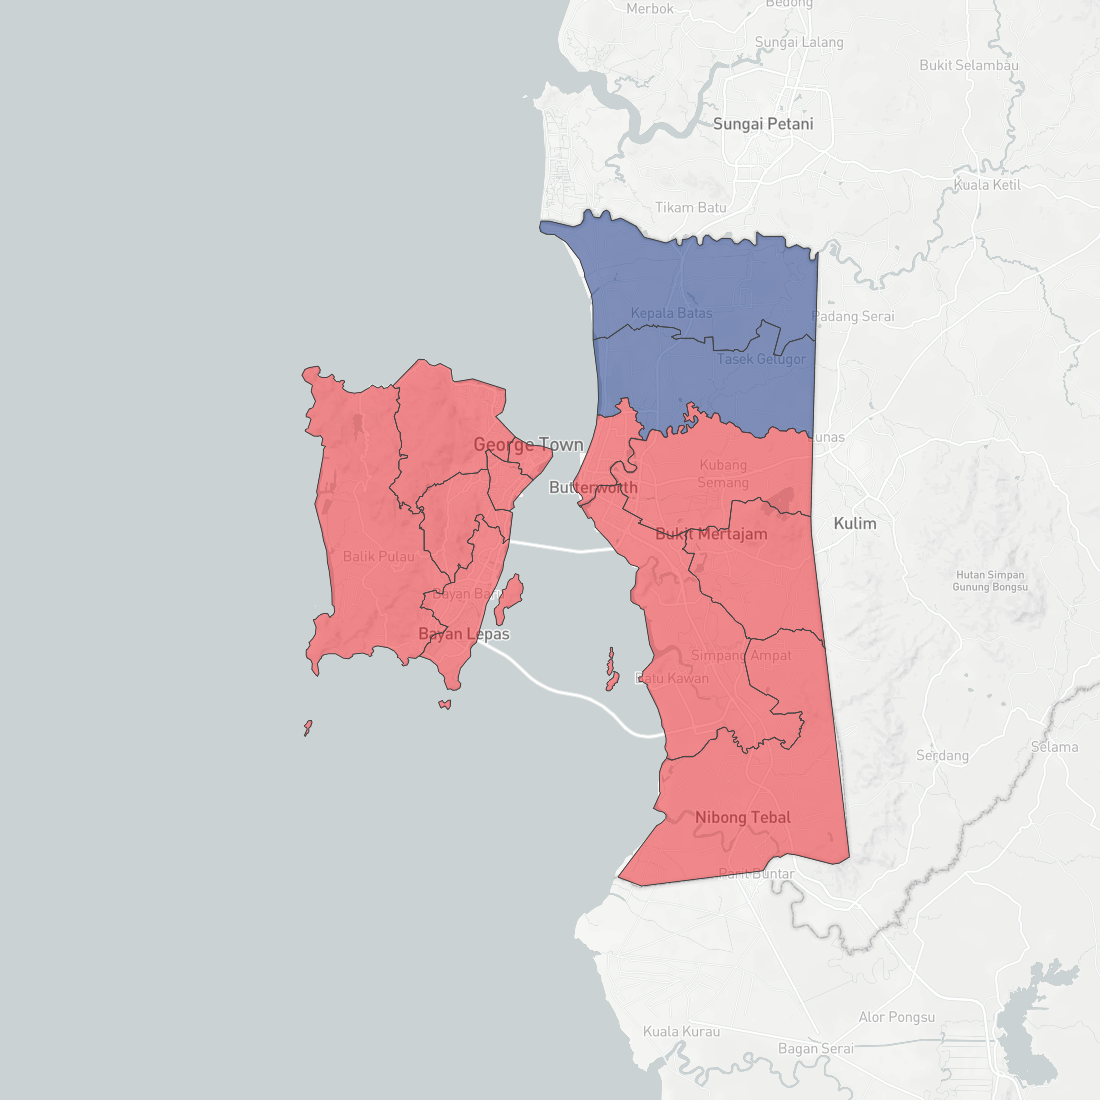 Merbok
Bedong
Sungai Lalang
Bukit Selambau
Sungai Petani
Kuala Ketil
Tikam Batu
Kepala Batas
Padang Serai
Tasek Gelugor
George Town
unas
Kubang
Semang
Butterworth
Kulim
Bukit Mertajam
Balik Pulau
Hutan Simpan
Gunung Bongsu
Bayan Baru
Bayan Lepas
Simpang Ampat
Batu Kawan
Selama
Serdang
Nibong Tebal
Parit Buntar
Alor Pongsu
Kuala Kurau
Bagan Serai